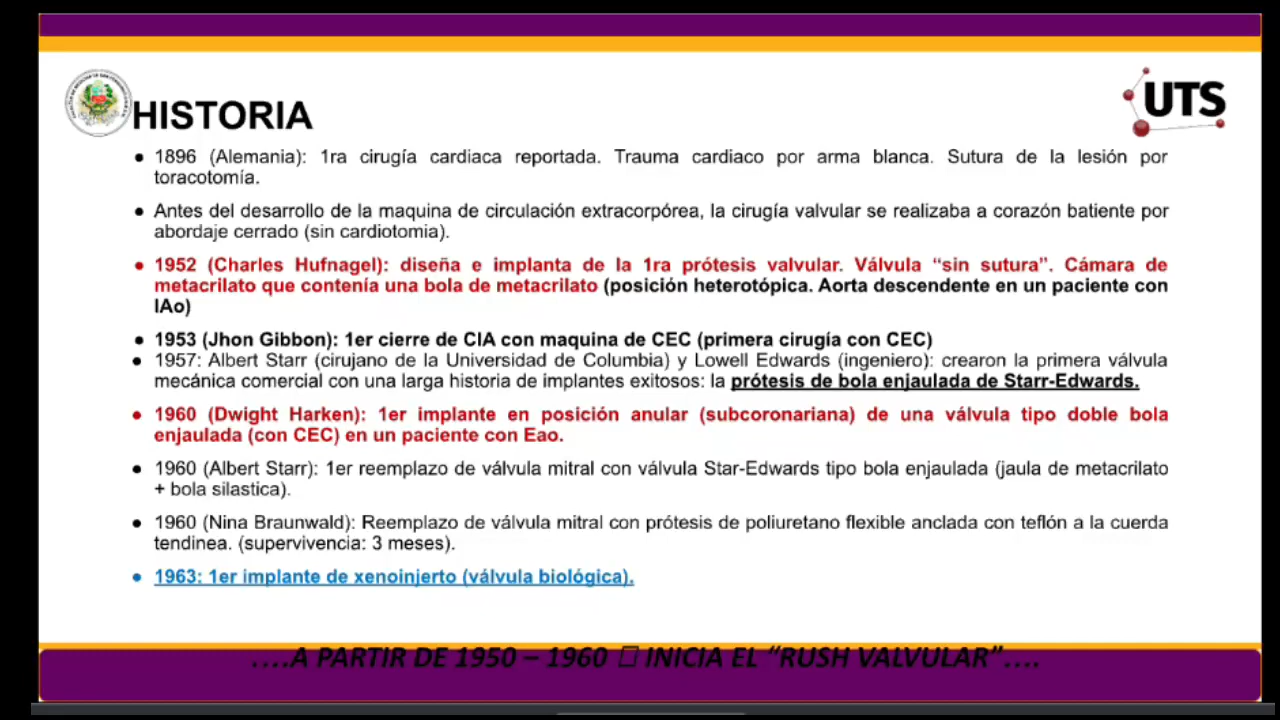 HISTORIA
UTS
● 1896 (Alemania): 1ra cirugía cardiaca reportada. Trauma cardiaco por arma blanca. Sutura de la lesión por
toracotomía.
● Antes del desarrollo de la maquina de circulación extracorpórea, la cirugía valvular se realizaba a corazón batiente por
abordaje cerrado (sin cardiotomia).
● 1952 (Charles Hufnagel): diseña e implanta de la 1ra prótesis valvular. Válvula “sin sutura”. Cámara de
metacrilato que contenía una bola de metacrilato (posición heterotópica. Aorta descendente en un paciente con
IAo)
● 1953 (Jhon Gibbon): 1er cierre de CIA con maquina de CEC (primera cirugía con CEC)
● 1957: Albert Starr (cirujano de la Universidad de Columbia) y Lowell Edwards (ingeniero): crearon la primera válvula
mecánica comercial con una larga historia de implantes exitosos: la prótesis de bola enjaulada de Starr-Edwards.
● 1960 (Dwight Harken): 1er implante en posición anular (subcoronariana) de una válvula tipo doble bola
enjaulada (con CEC) en un paciente con Eao.
● 1960 (Albert Starr): 1er reemplazo de válvula mitral con válvula Star-Edwards tipo bola enjaulada (jaula de metacrilato
+ bola silastica).
● 1960 (Nina Braunwald): Reemplazo de válvula mitral con prótesis de poliuretano flexible anclada con teflón a la cuerda
tendinea. (supervivencia: 3 meses).
● 1963: 1er implante de xenoinjerto (válvula biológica).
....A PARTIR DE 1950 – 1960 INICIA EL “RUSH VALVULAR”....